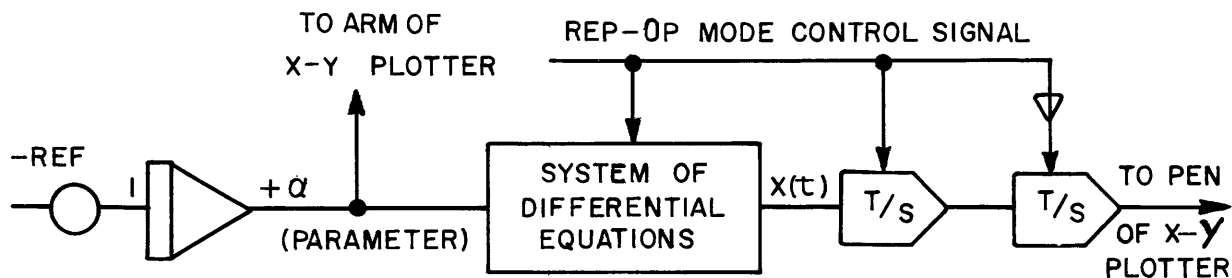 TO ARM OF
X-Y PLOTTER
REP-OP MODE CONTROL SIGNAL
-REF
1
+α
(PARAMETER)
SYSTEM OF
DIFFERENTIAL
EQUATIONS
X(t)
T/S
T/S
TO PEN
OF X-Y
PLOTTER